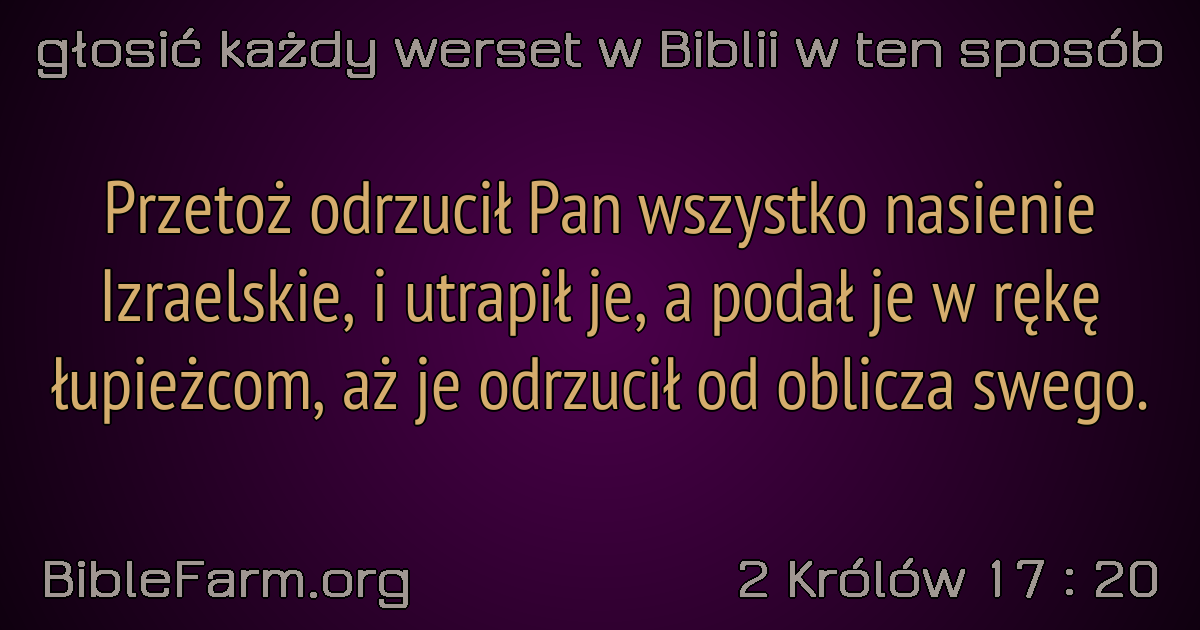 głosić każdy werset w Biblii w ten sposób
Przetoż odrzucił Pan wszystko nasienie
Izraelskie, i utrapił je, a podał je w rękę
łupieżcom, aż je odrzucił od oblicza swego.
BibleFarm.org
2 Królów 17 : 20